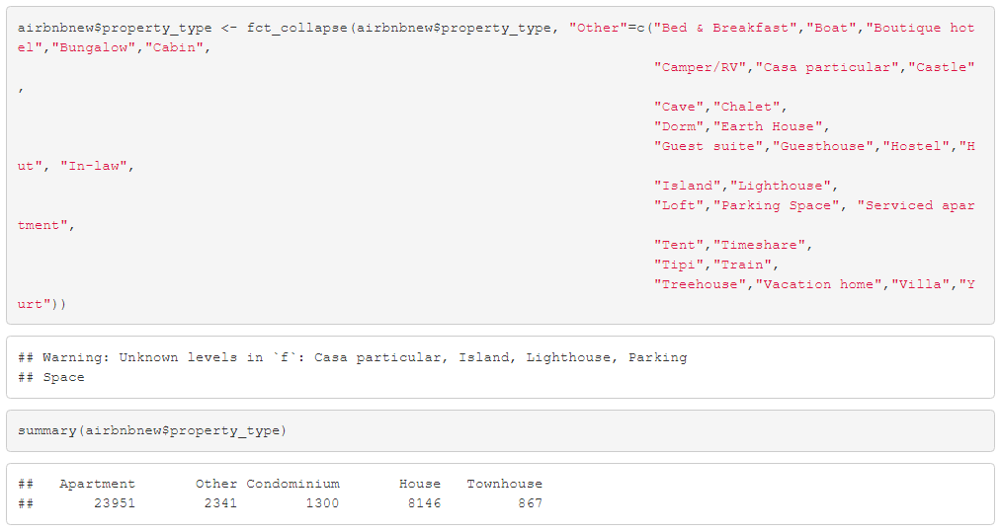 airbnbnew$property_type <- fct_collapse(airbnbnew$property_type, "Other"=c("Bed & Breakfast","Boat","Boutique hot
el","Bungalow","Cabin",
"Camper/RV","Casa particular","Castle"
,
"Cave","Chalet",
"Dorm","Earth House",
"Guest suite","Guesthouse","Hostel","H
ut", "In-law",
"Island","Lighthouse",
"Loft","Parking Space", "Serviced apar
tment",
"Tent","Timeshare",
"Tipi","Train",
"Treehouse","Vacation home","Villa","Y
urt"))
## Warning: Unknown levels in `f`: Casa particular, Island, Lighthouse, Parking
## Space
summary(airbnbnew$property_type)
## Apartment Other Condominium House Townhouse
## 23951 2341 1300 8146 867